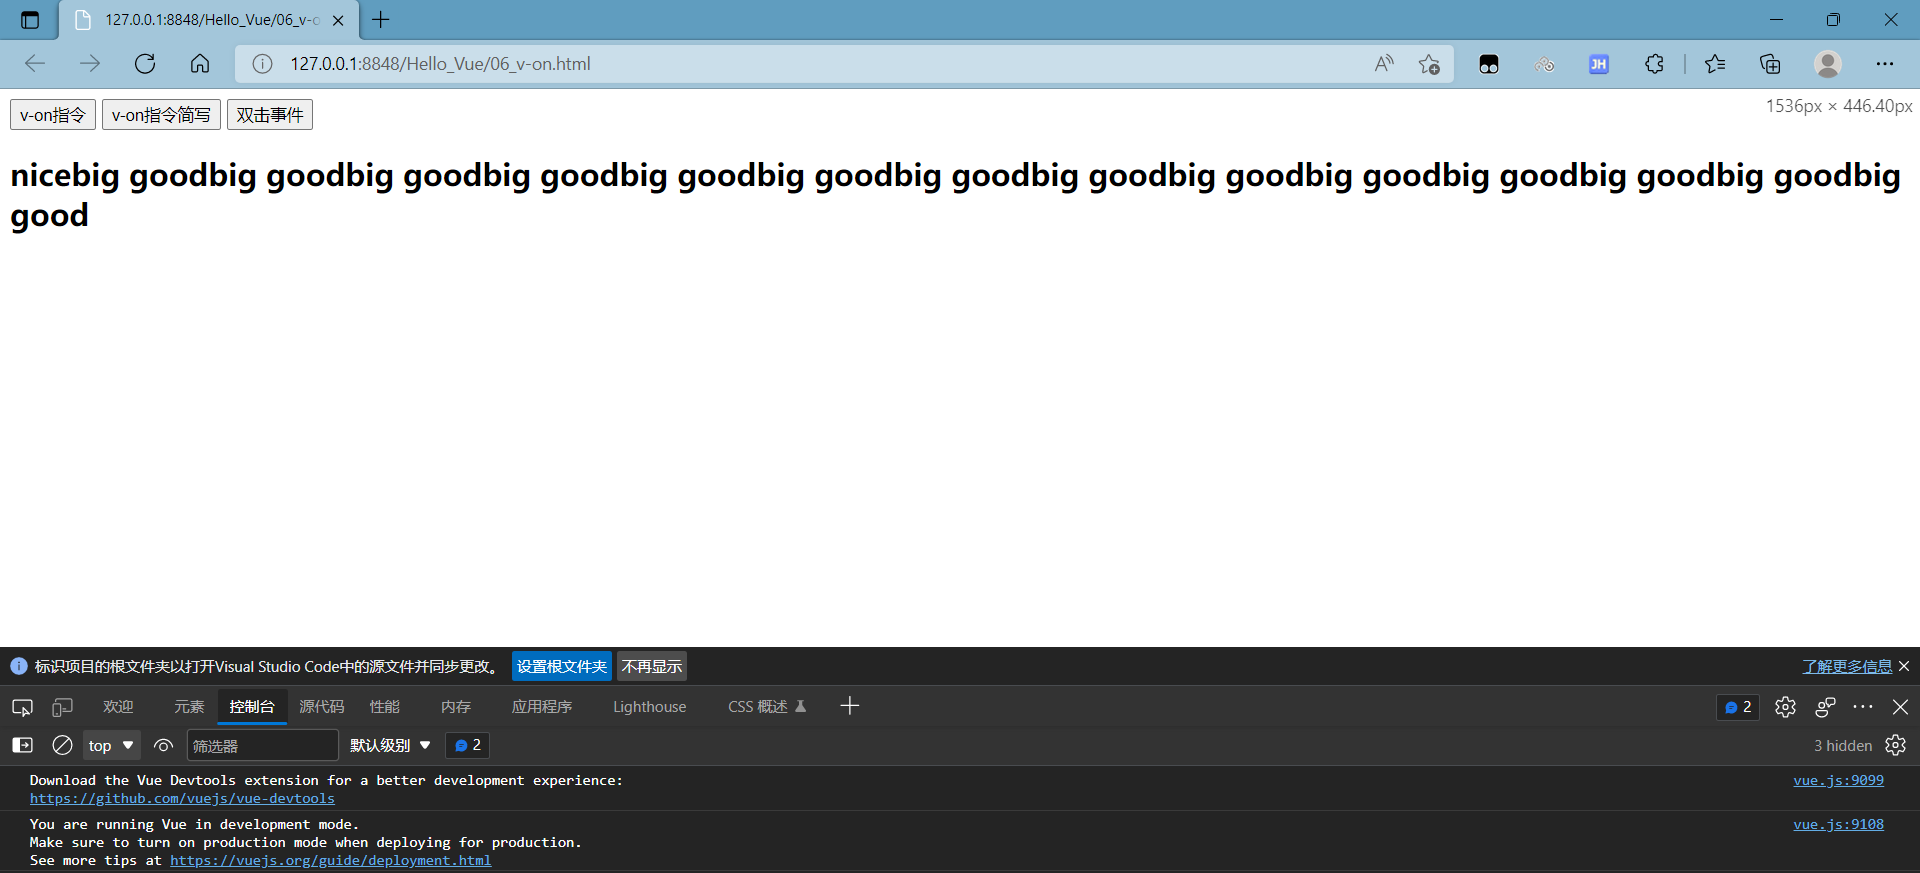 127.0.0.1:8848/Hello_Vue/06_v-o
127.0.0.1:8848/Hello_Vue/06_v-on.html
JH
v-on指令 v-on指令简写 双击事件
1536px × 446.40px
nicebig goodbig goodbig goodbig goodbig goodbig goodbig goodbig goodbig goodbig goodbig goodbig goodbig goodbig
good
标识项目的根文件夹以打开Visual Studio Code中的源文件并同步更改。 设置根文件夹 不再显示 了解更多信息
欢迎 元素 控制台 源代码 性能 内存 应用程序 Lighthouse CSS 概述 2
top 筛选器 默认级别 2 3 hidden
Download the Vue Devtools extension for a better development experience: vue.js:9099
https://github.com/vuejs/vue-devtools
You are running Vue in development mode. vue.js:9108
Make sure to turn on production mode when deploying for production.
See more tips at https://vuejs.org/guide/deployment.html